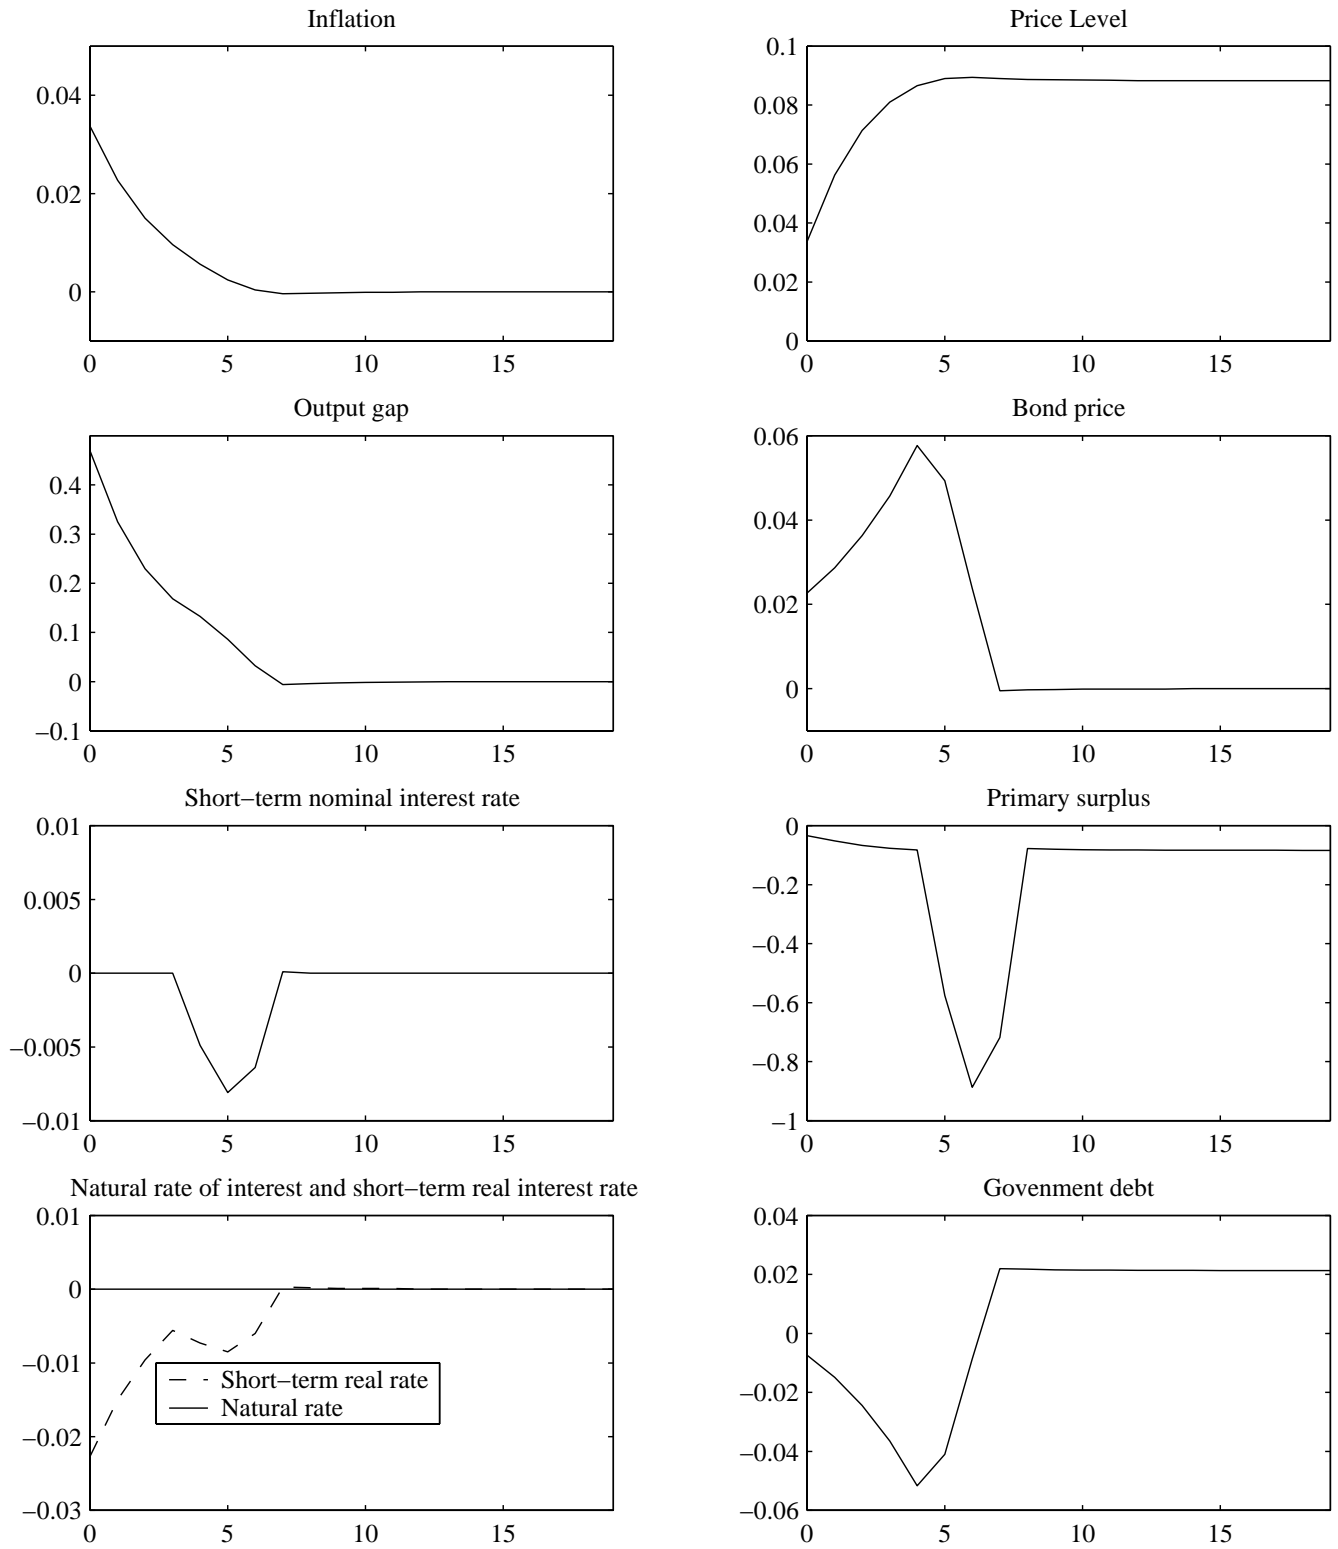 Inflation
0.04
0.02
0
0 5 10 15
Price Level
0.1
0.08
0.06
0.04
0.02
0
0 5 10 15
Output gap
0.4
0.3
0.2
0.1
0
−0.1
0 5 10 15
Bond price
0.06
0.04
0.02
0
0 5 10 15
Short−term nominal interest rate
0.01
0.005
0
−0.005
−0.01
0 5 10 15
Primary surplus
0
−0.2
−0.4
−0.6
−0.8
−1
0 5 10 15
Natural rate of interest and short−term real interest rate
0.01
0
−0.01
−0.02
−0.03
Short−term real rate
Natural rate
0 5 10 15
Govenment debt
0.04
0.02
0
−0.02
−0.04
−0.06
0 5 10 15